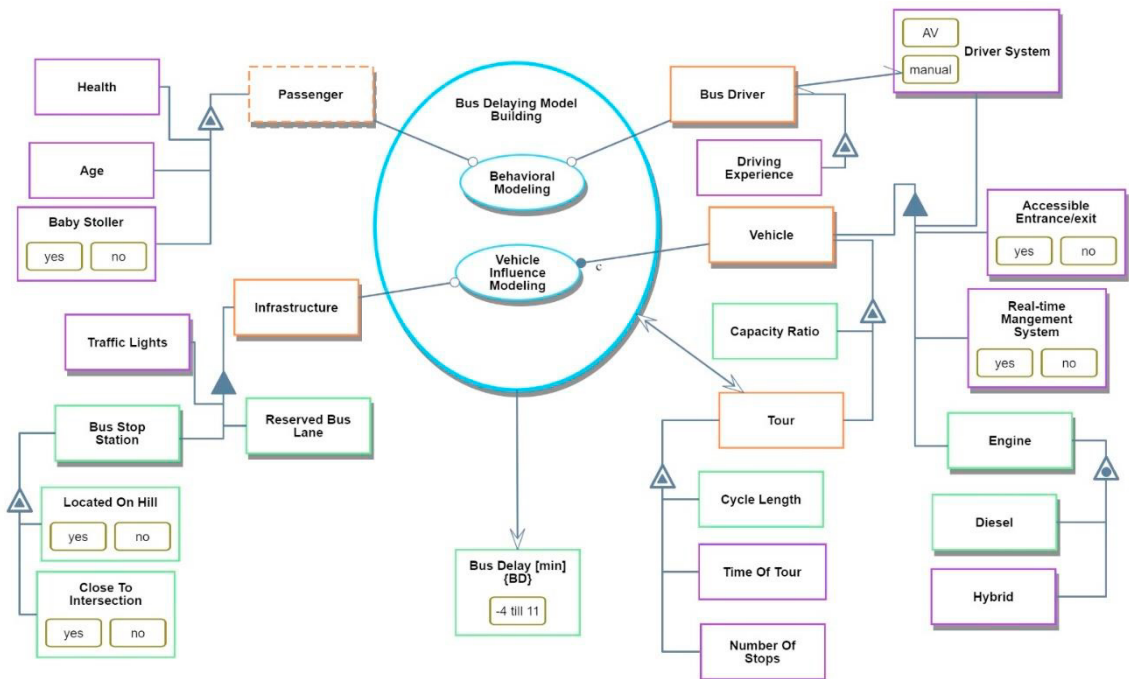 AV
manual
Driver System
Health
Passenger
Bus Delaying Model
Building
Bus Driver
Age
Behavioral
Modeling
Driving
Experience
Baby Stoller
yes
no
Vehicle
Accessible
Entrance/exit
yes
no
Vehicle
Influence
Modeling
c
Infrastructure
Traffic Lights
Capacity Ratio
Real-time
Mangement
System
yes
no
Bus Stop
Station
Reserved Bus
Lane
Tour
Engine
Located On Hill
yes
no
Cycle Length
Diesel
Bus Delay [min]
{BD}
-4 till 11
Close To
Intersection
yes
no
Time Of Tour
Hybrid
Number Of
Stops